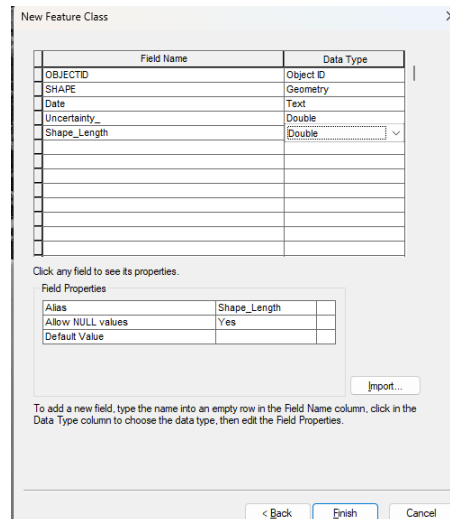 New Feature Class
Field Name Data Type
OBJECTID Object ID
SHAPE Geometry
Date Text
Uncertainty_ Double
Shape_Length Double
Click any field to see its properties.
Field Properties
Alias Shape_Length
Allow NULL values Yes
Default Value
Import...
To add a new field, type the name into an empty row in the Field Name column, click in the
Data Type column to choose the data type, then edit the Field Properties.
< Back Finish Cancel